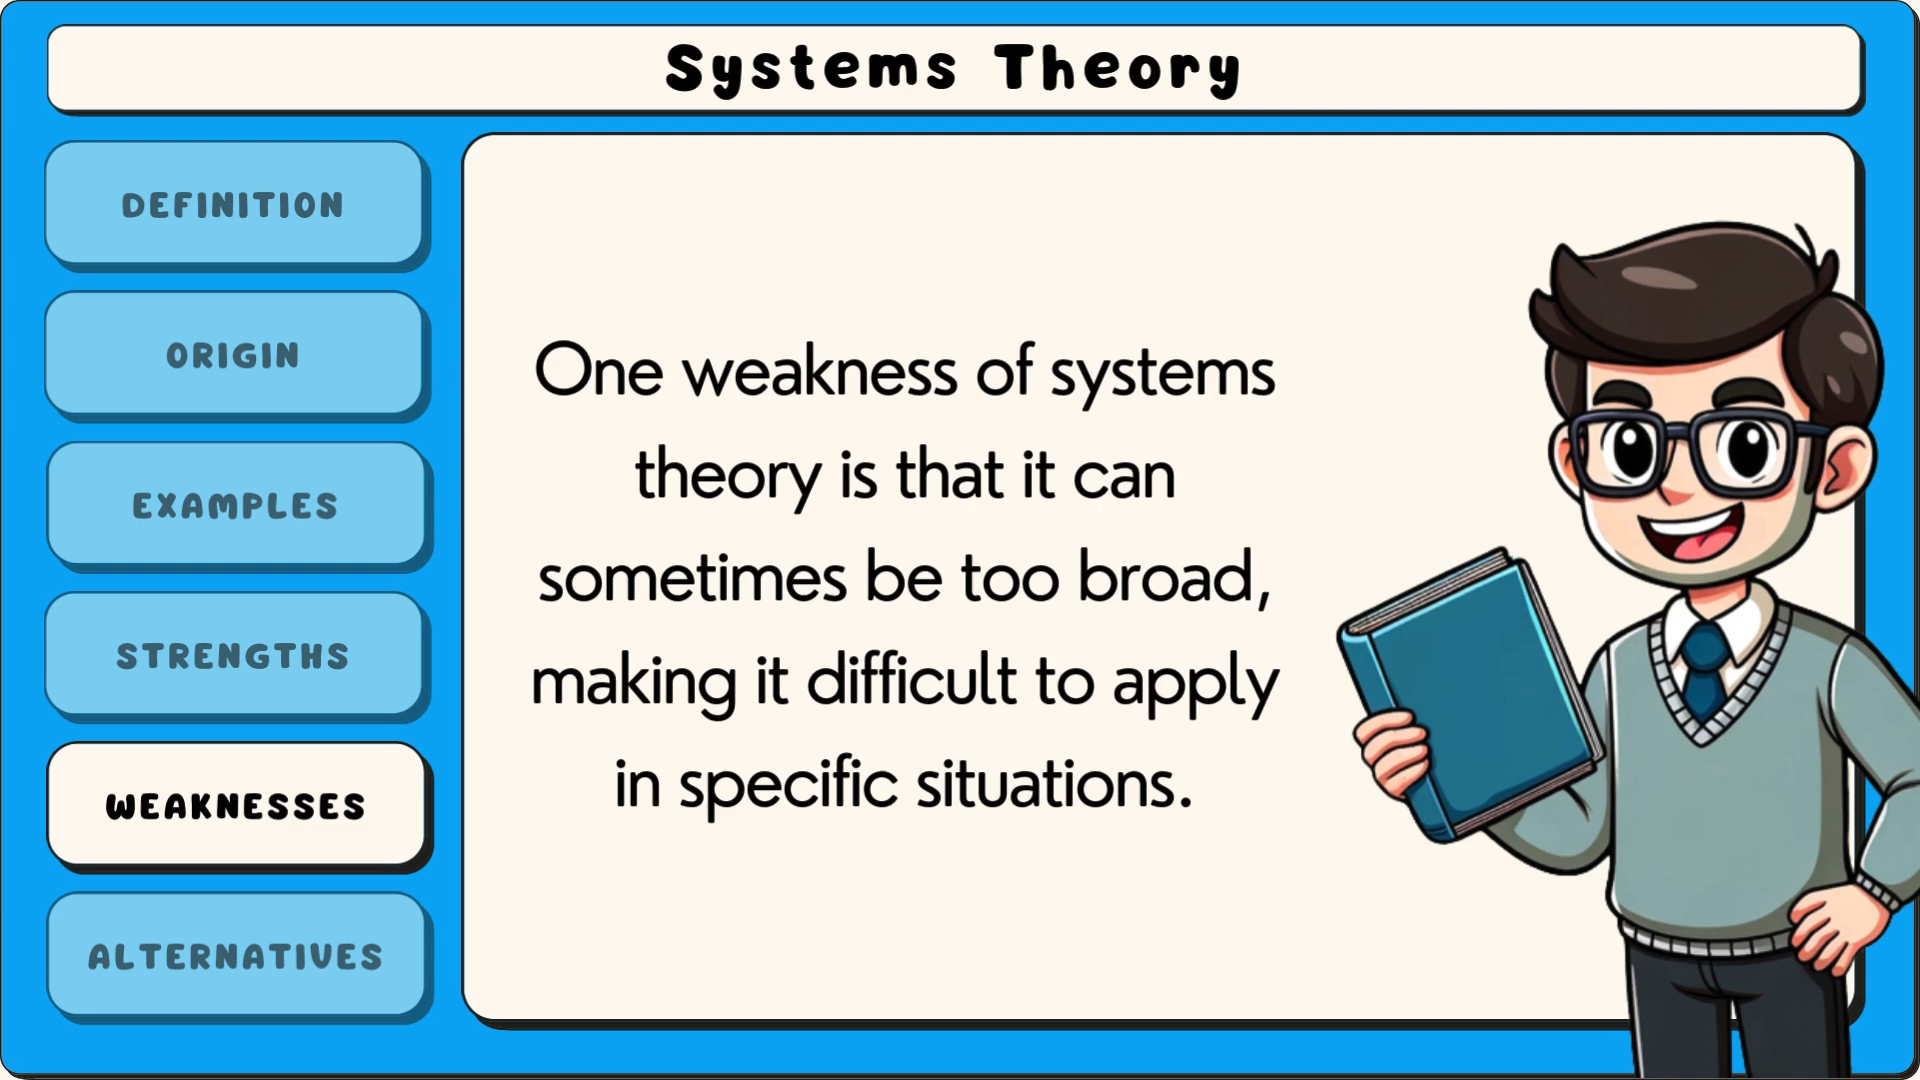 Systems Theory
DEFINITION
ORIGIN
EXAMPLES
STRENGTHS
WEAKNESSES
ALTERNATIVES
One weakness of systems
theory is that it can
sometimes be too broad,
making it difficult to apply
in specific situations.